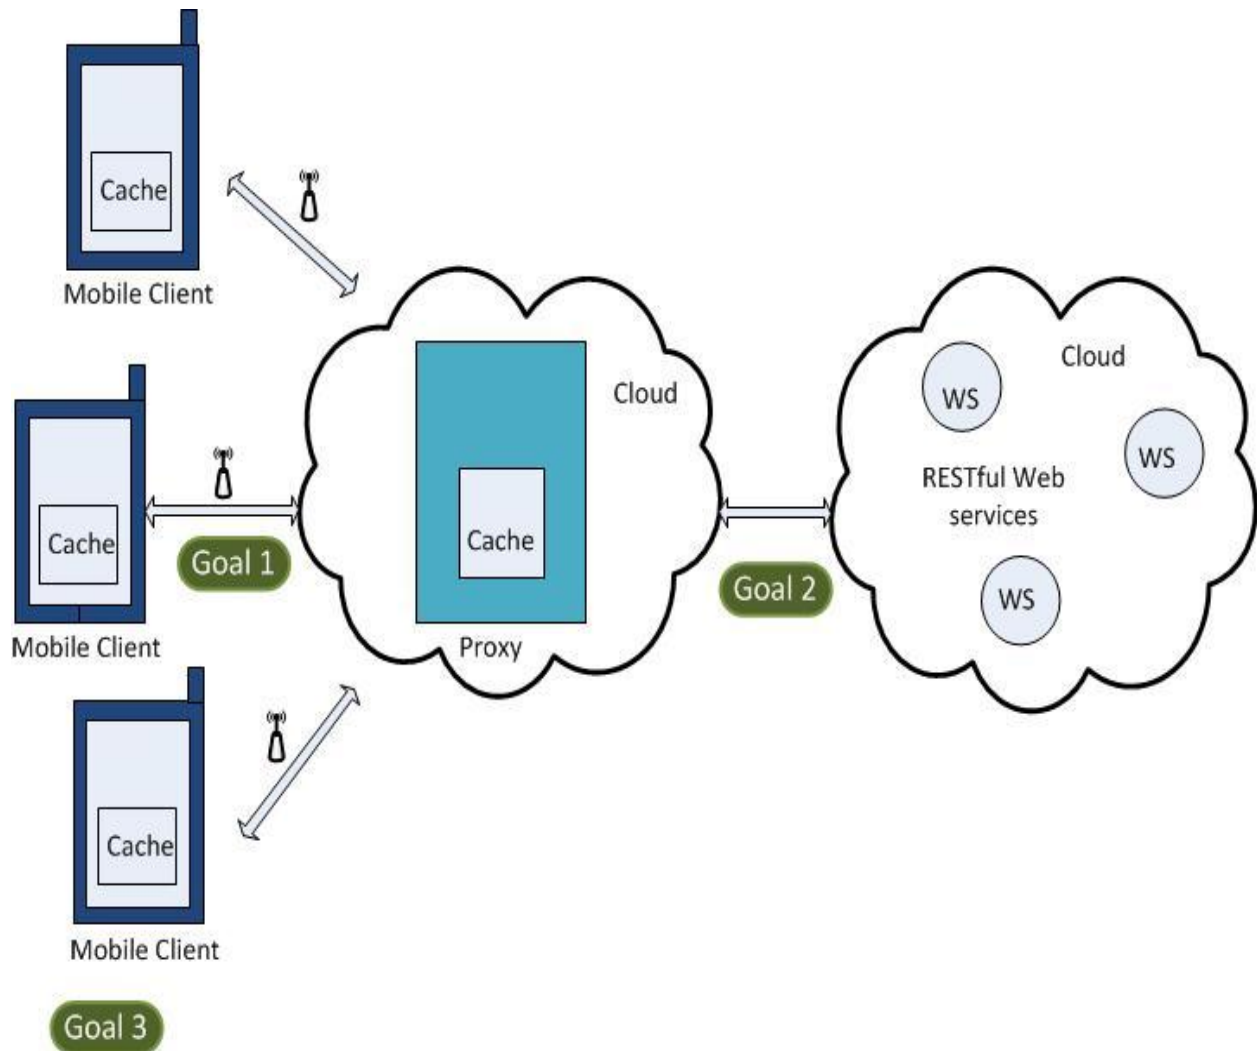 Cache
Mobile Client
Cloud
Cloud
WS
WS
RESTful Web
services
Cache
Cache
Goal 1
Goal 2
WS
Mobile Client
Proxy
Cache
Mobile Client
Goal 3